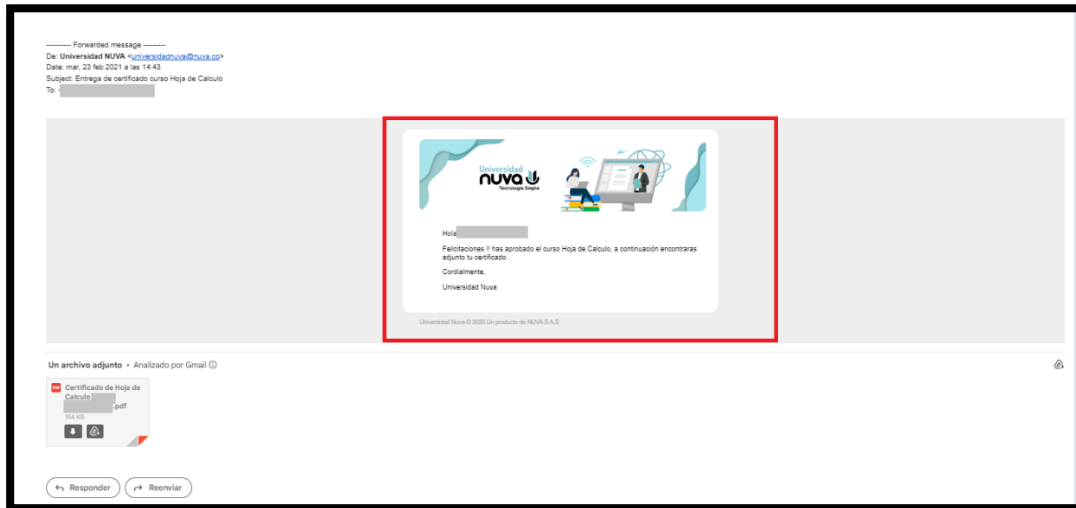 ---------- Forwarded message ---------
De: Universidad NUVA <universidadnuva@nuva.co>
Date: mar, 23 feb 2021 a las 14:43
Subject: Entrega de certificado curso Hoja de Calculo
To:
Universidad
nuva
Tecnología Simple
Hola
Felicitaciones !! has aprobado el curso Hoja de Calculo, a continuación encontraras
adjunto tu certificado.
Cordialmente,
Universidad Nuva
Universidad Nuva © 2020 Un producto de NUVA S.A.S
Un archivo adjunto • Analizado por Gmail
PDF
Certificado de Hoja de
Calculo
.pdf
154 KB
Responder
Reenviar